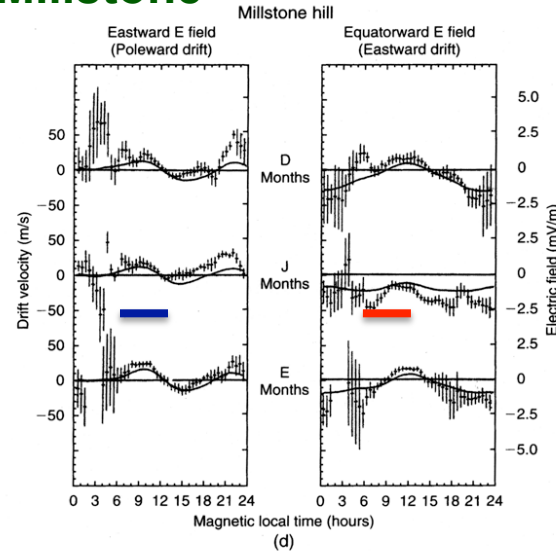 Millstone
Millstone hill
Eastward E field
(Poleward drift)
Equatorward E field
(Eastward drift)
50
0
−50
50
0
−50
50
0
−50
Drift velocity (m/s)
D
Months
J
Months
E
Months
5.0
2.5
0
−2.5
2.5
0
−2.5
0
−2.5
−5.0
Electric field (mV/m)
0 3 6 9 12 15 18 21 24
0 3 6 9 12 15 18 21 24
Magnetic local time (hours)
(d)